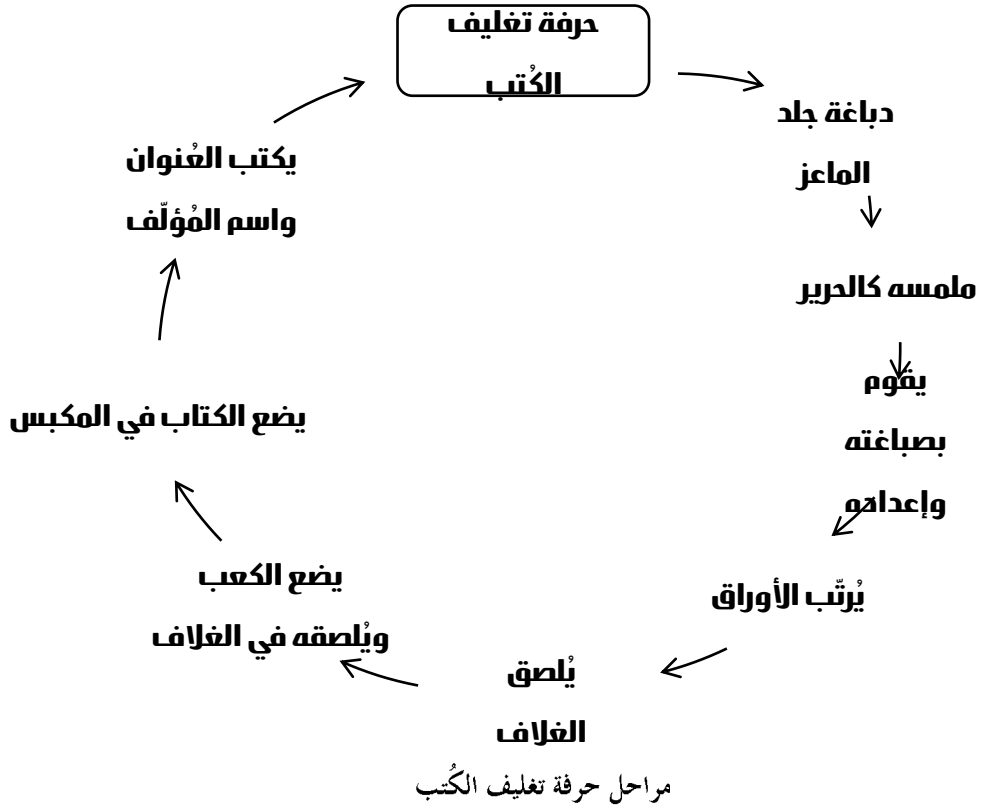 حرفة تغليف
الكُتب
دباغة جلد
الماعز
ملمسه كالحرير
يقوم
بصباغته
وإعداده
يُرتّب الأوراق
يُلصق
الغلاف
يضع الكعب
ويُلصقه في الغلاف
يضع الكتاب في المكبس
يكتب العُنوان
واسم المُؤلّف
مراحل حرفة تغليف الكُتب